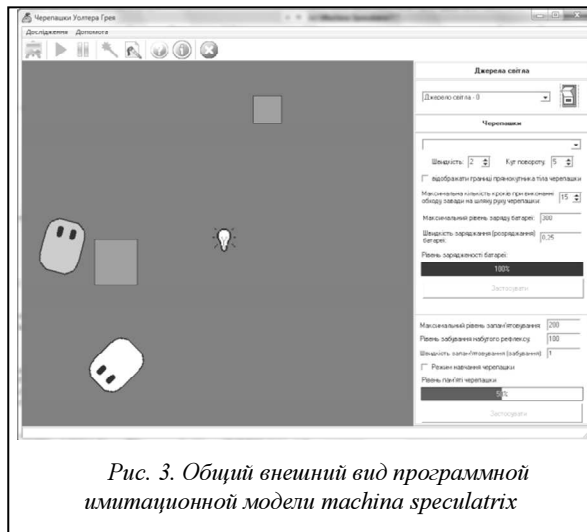 Черепашки Уолтера Грея
Дослідження Допомога
Джерела світла
Джерело світла - 0
Черепашки
Швидкість: 2 Кут повороту: 5
відображати границі прямокутника тіла черепашки
Максимальна кількість кроків при виконанні
обходу завади на шляху руху черепашки: 15
Максимальний рівень заряду батареї: 300
Швидкість заряджання (розряджання)
батареї: 0,25
Рівень зарядженості батареї:
100%
Застосувати
Максимальний рівень запам'ятовування 200
Рівень забування набутого рефлексу: 100
Швидкість запам'ятовування (забування) 1
Режим навчання черепашки
Рівень пам'яті черепашки
50%
Застосувати
Рис. 3. Общий внешний вид программной
имитационной модели machina speculatrix